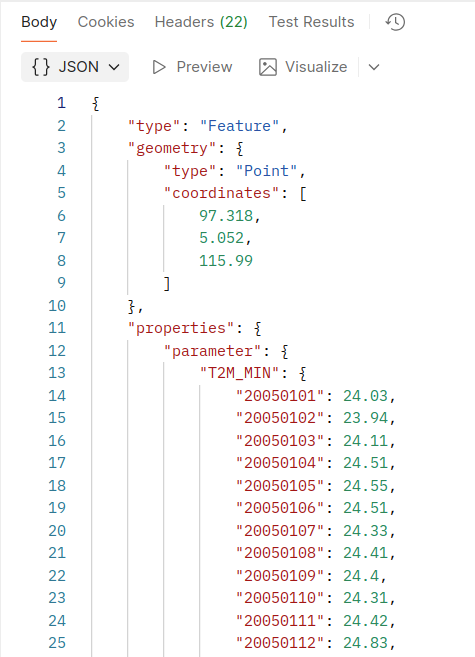 Body Cookies Headers (22) Test Results
{} JSON Preview Visualize
1 {
2 "type": "Feature",
3 "geometry": {
4 "type": "Point",
5 "coordinates": [
6 97.318,
7 5.052,
8 115.99
9 ]
10 },
11 "properties": {
12 "parameter": {
13 "T2M_MIN": {
14 "20050101": 24.03,
15 "20050102": 23.94,
16 "20050103": 24.11,
17 "20050104": 24.51,
18 "20050105": 24.55,
19 "20050106": 24.51,
20 "20050107": 24.33,
21 "20050108": 24.41,
22 "20050109": 24.4,
23 "20050110": 24.31,
24 "20050111": 24.42,
25 "20050112": 24.83,